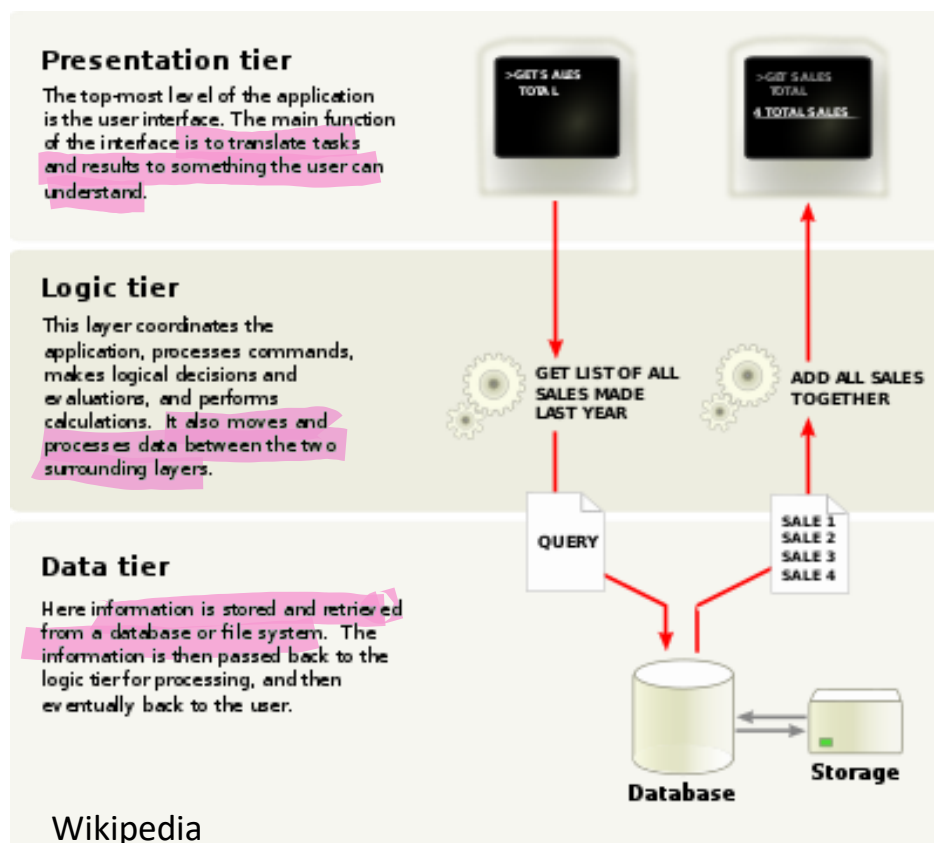 Presentation tier
The top-most level of the application
is the user interface. The main function
of the interface is to translate tasks
and results to something the user can
understand.
>GET SALES
TOTAL
>GET SALES
TOTAL
4 TOTAL SALES
Logic tier
This layer coordinates the
application, processes commands,
makes logical decisions and
evaluations, and performs
calculations. It also moves and
processes data between the two
surrounding layers.
GET LIST OF ALL
SALES MADE
LAST YEAR
ADD ALL SALES
TOGETHER
QUERY
SALE 1
SALE 2
SALE 3
SALE 4
Data tier
Here information is stored and retrieved
from a database or file system. The
information is then passed back to the
logic tier for processing, and then
eventually back to the user.
Database
Storage
Wikipedia